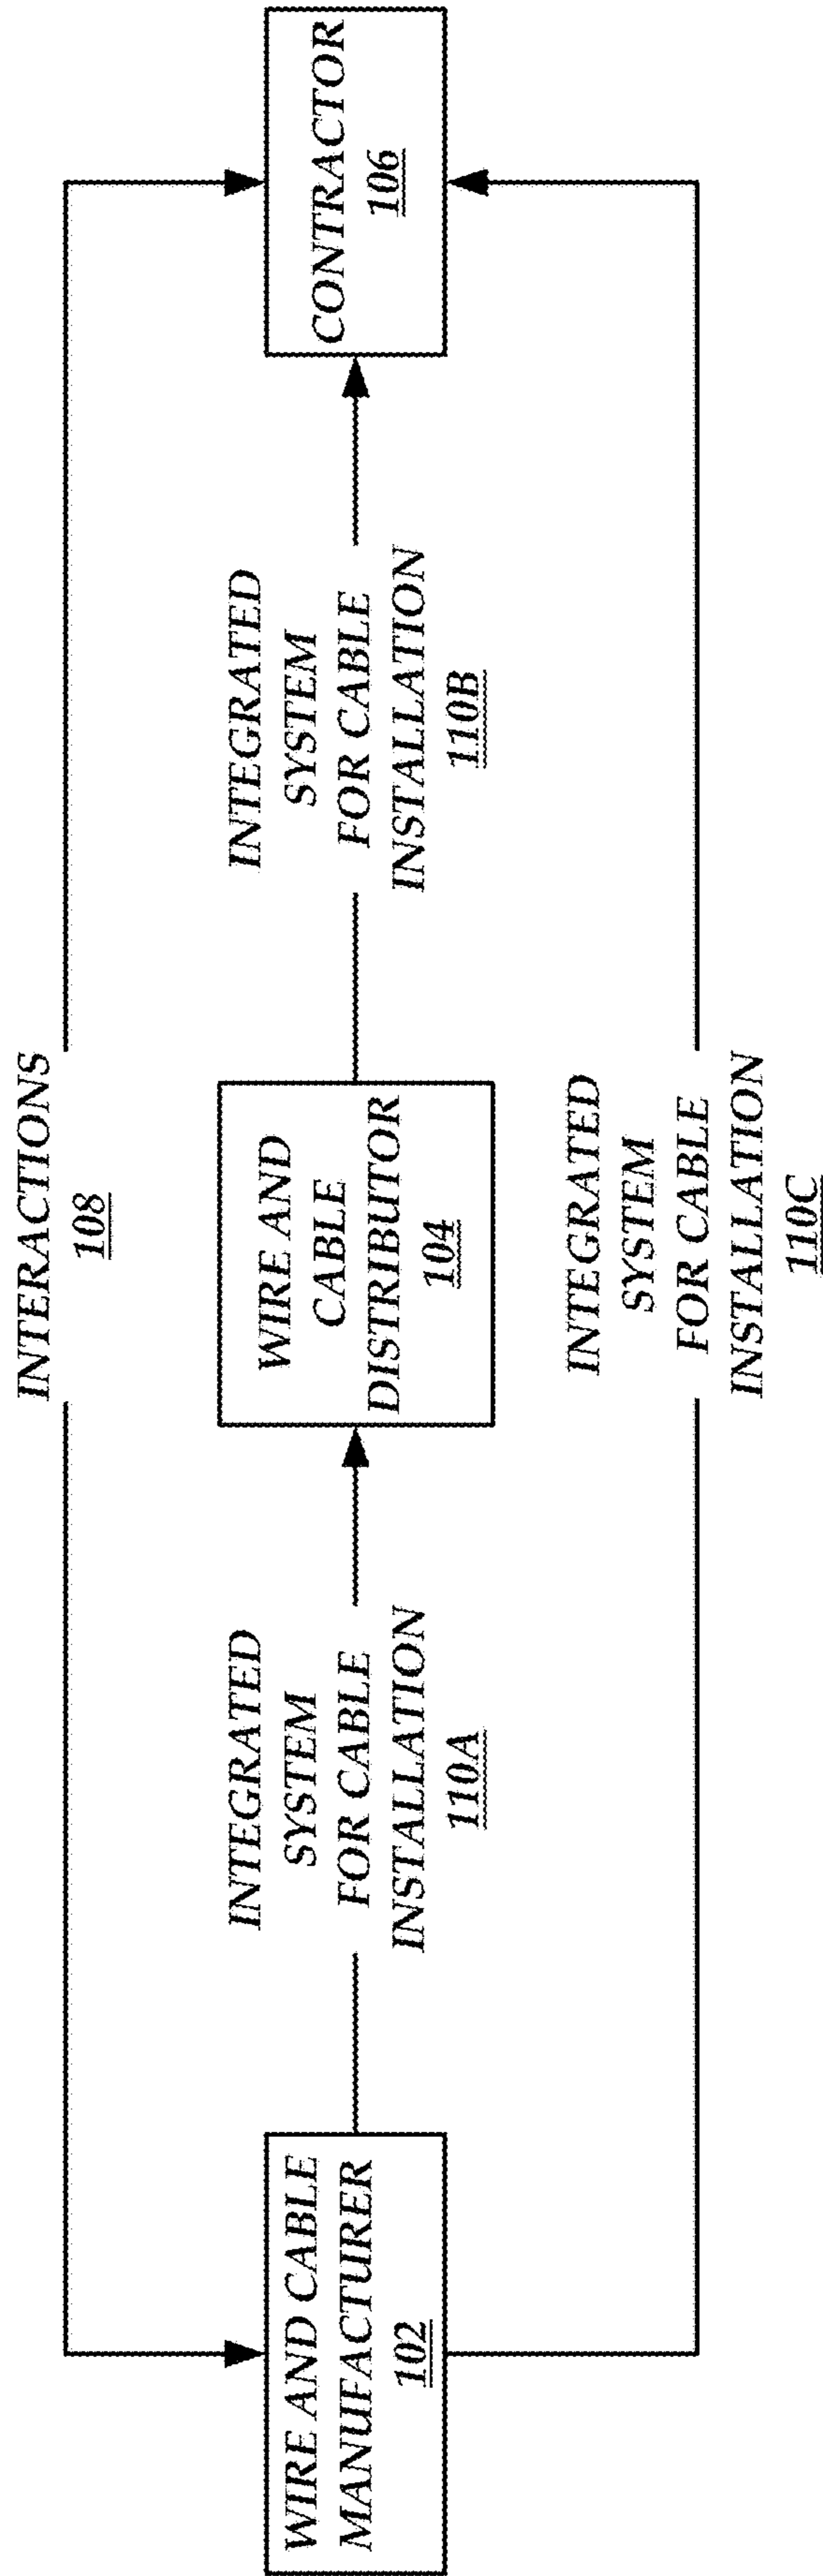 INTERACTIONS
108
WIRE AND CABLE
MANUFACTURER
102
INTEGRATED
SYSTEM
FOR CABLE
INSTALLATION
110A
WIRE AND
CABLE
DISTRIBUTOR
104
INTEGRATED
SYSTEM
FOR CABLE
INSTALLATION
110B
CONTRACTOR
106
INTEGRATED
SYSTEM
FOR CABLE
INSTALLATION
110C